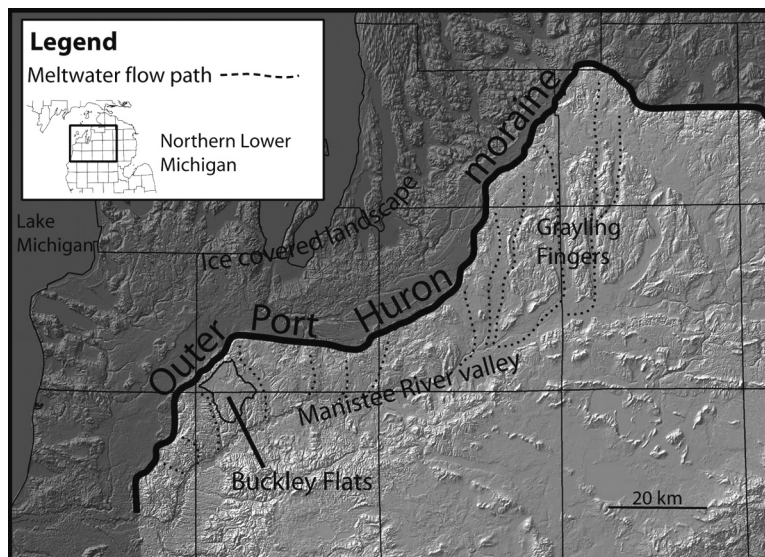 Legend
Meltwater flow path
Northern Lower
Michigan
Lake
Michigan
Ice covered landscape
Outer Port Huron moraine
Grayling
Fingers
Manistee River valley
Buckley Flats
20 km